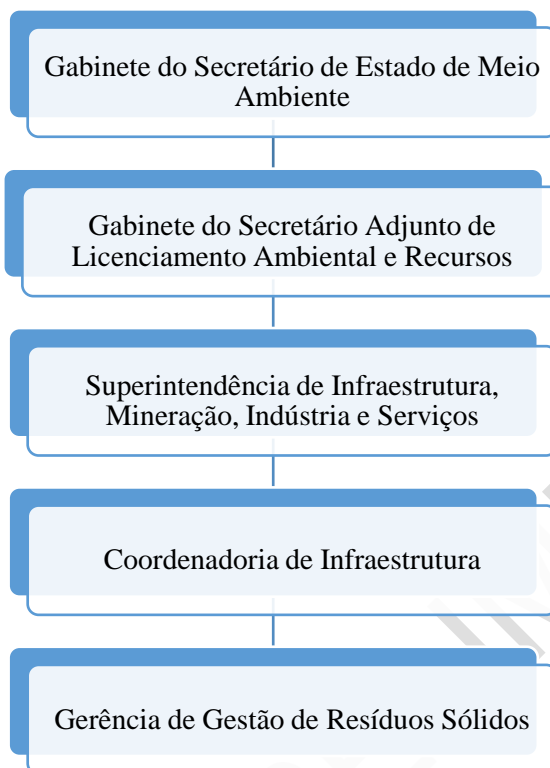 Gabinete do Secretário de Estado de Meio
Ambiente
Gabinete do Secretário Adjunto de
Licenciamento Ambiental e Recursos
Superintendência de Infraestrutura,
Mineração, Indústria e Serviços
Coordenadoria de Infraestrutura
Gerência de Gestão de Resíduos Sólidos